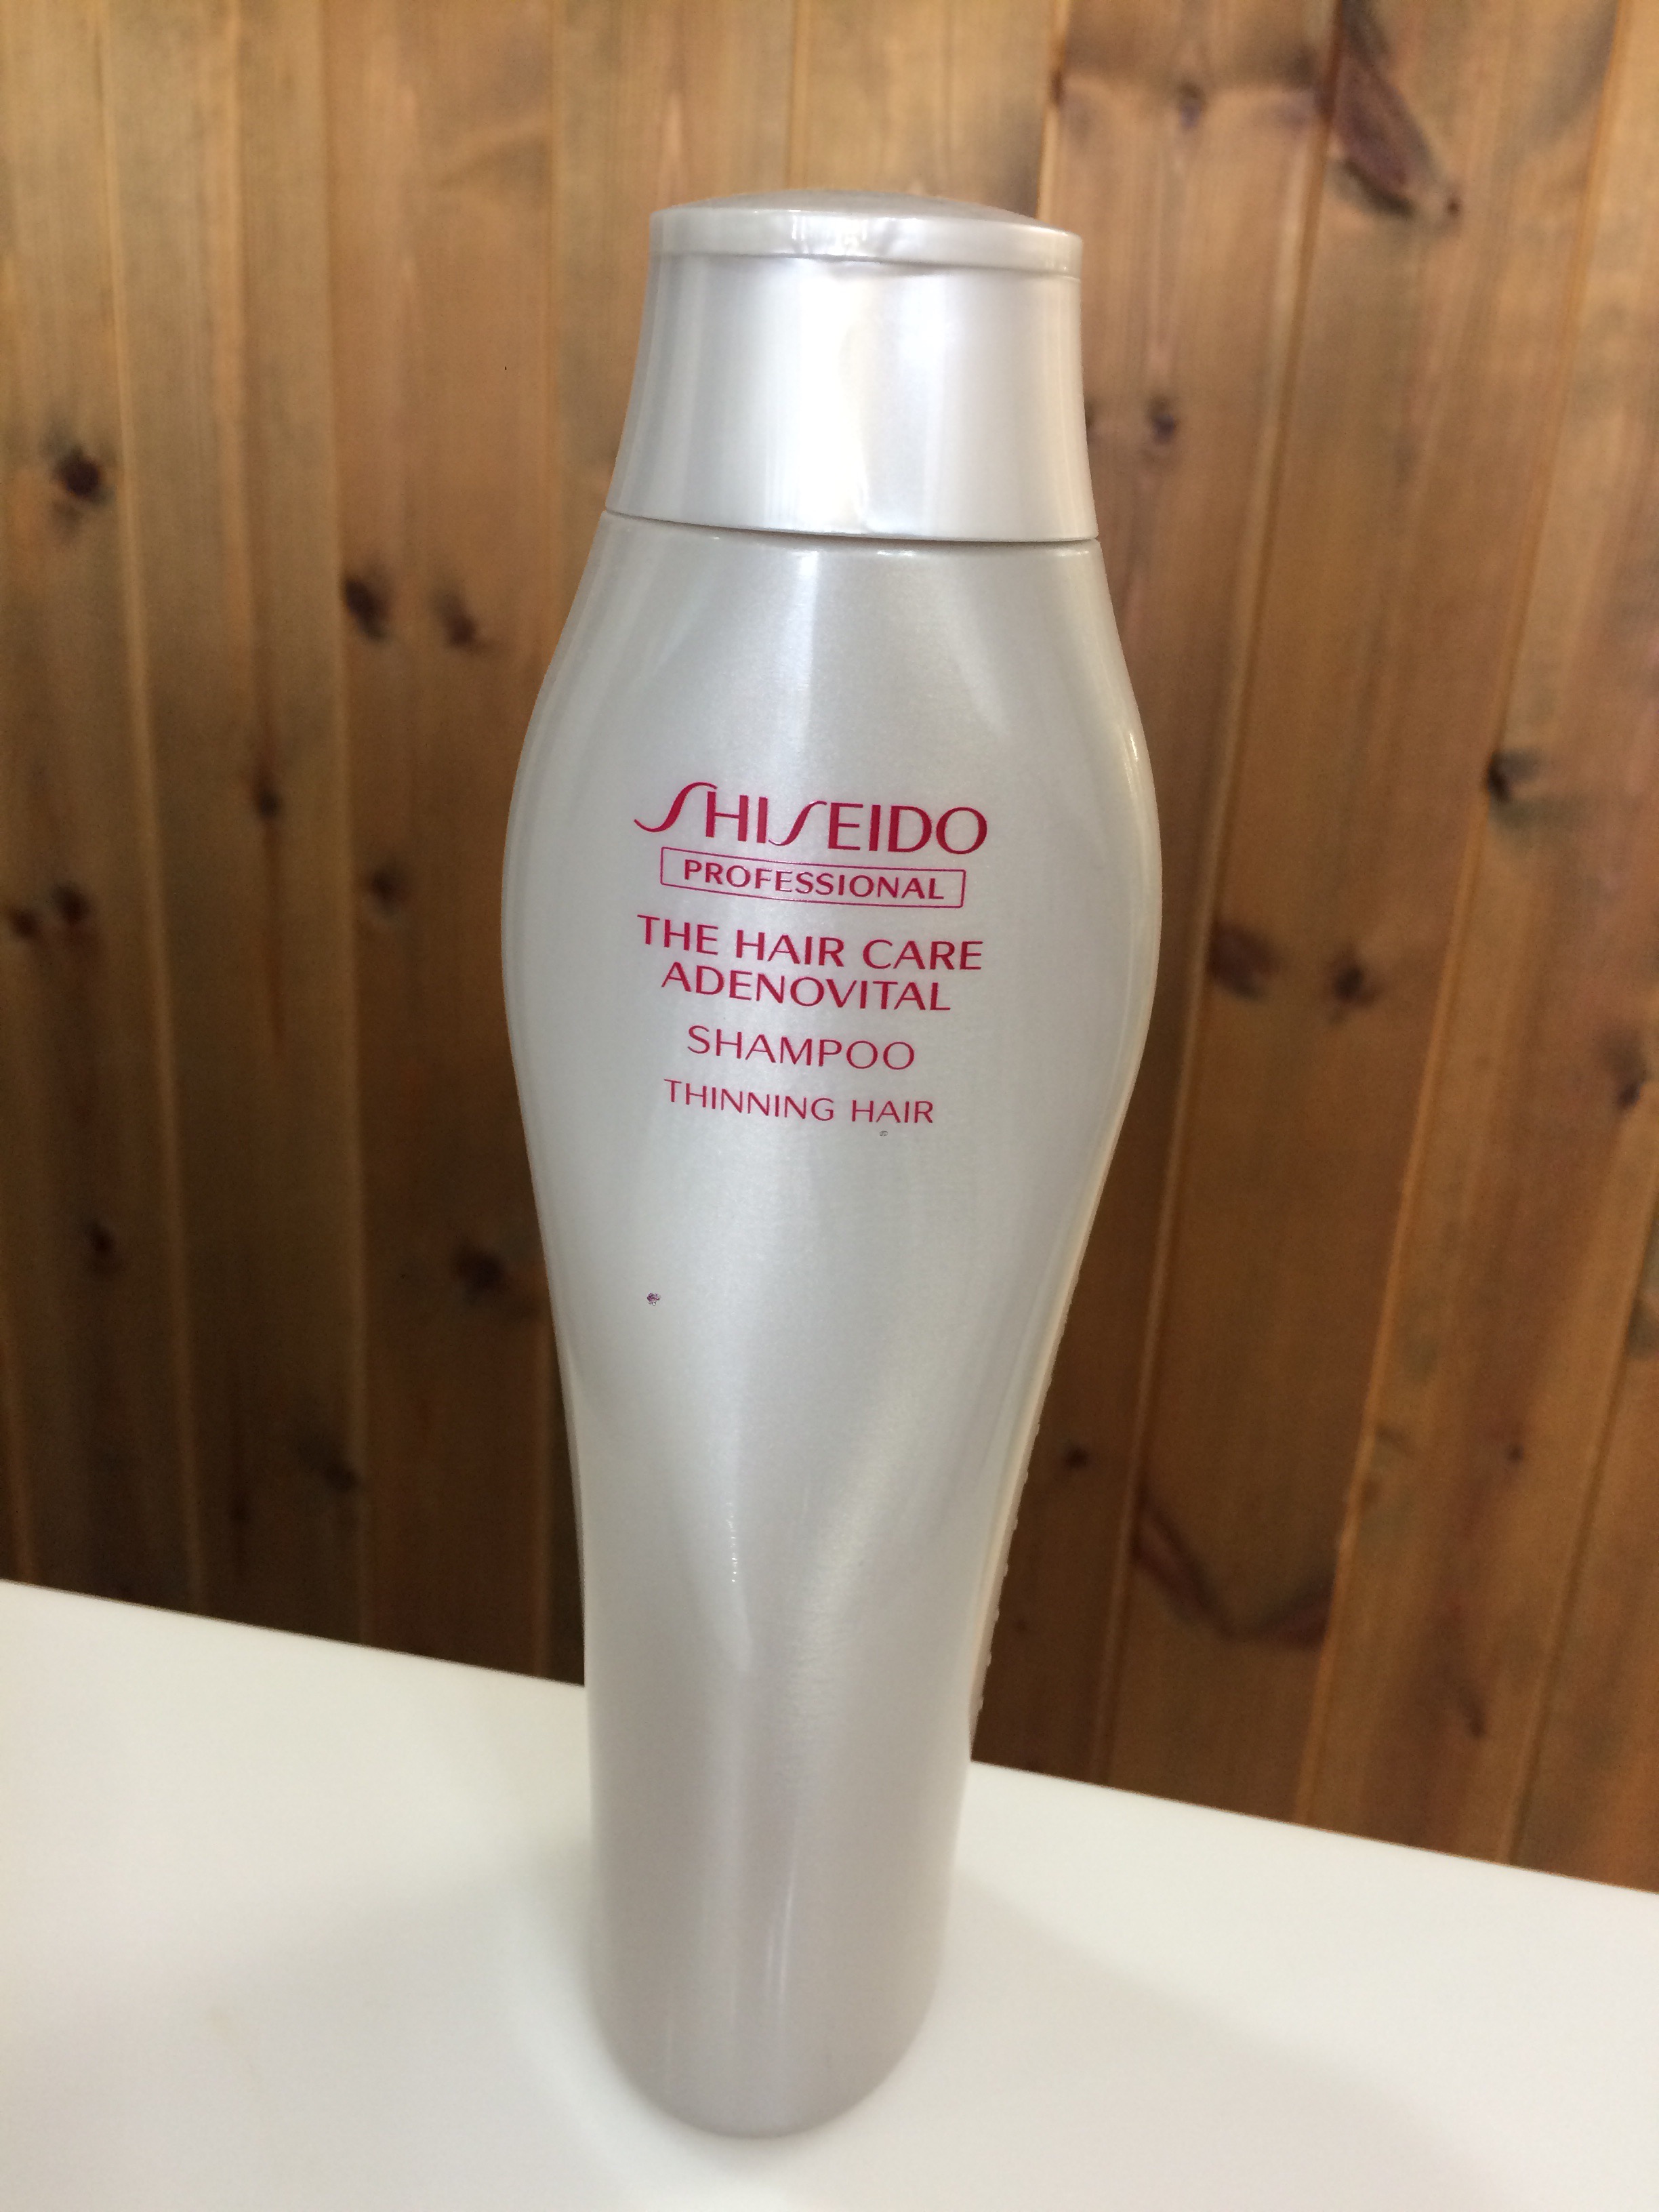 SHISEIDO
PROFESSIONAL
THE HAIR CARE
ADENOVITAL
SHAMPOO
THINNING HAIR